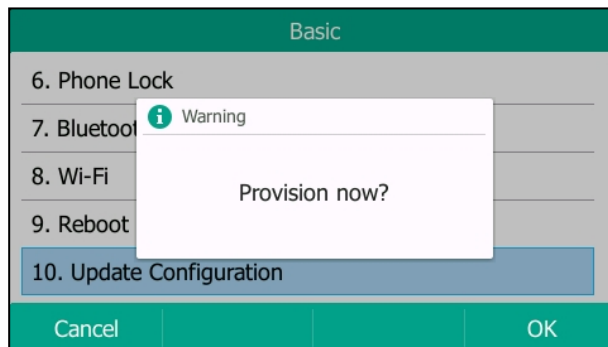 Basic
6. Phone Lock
Warning
7. Bluetoot
8. Wi-Fi
Provision now?
9. Reboot
10. Update Configuration
Cancel OK